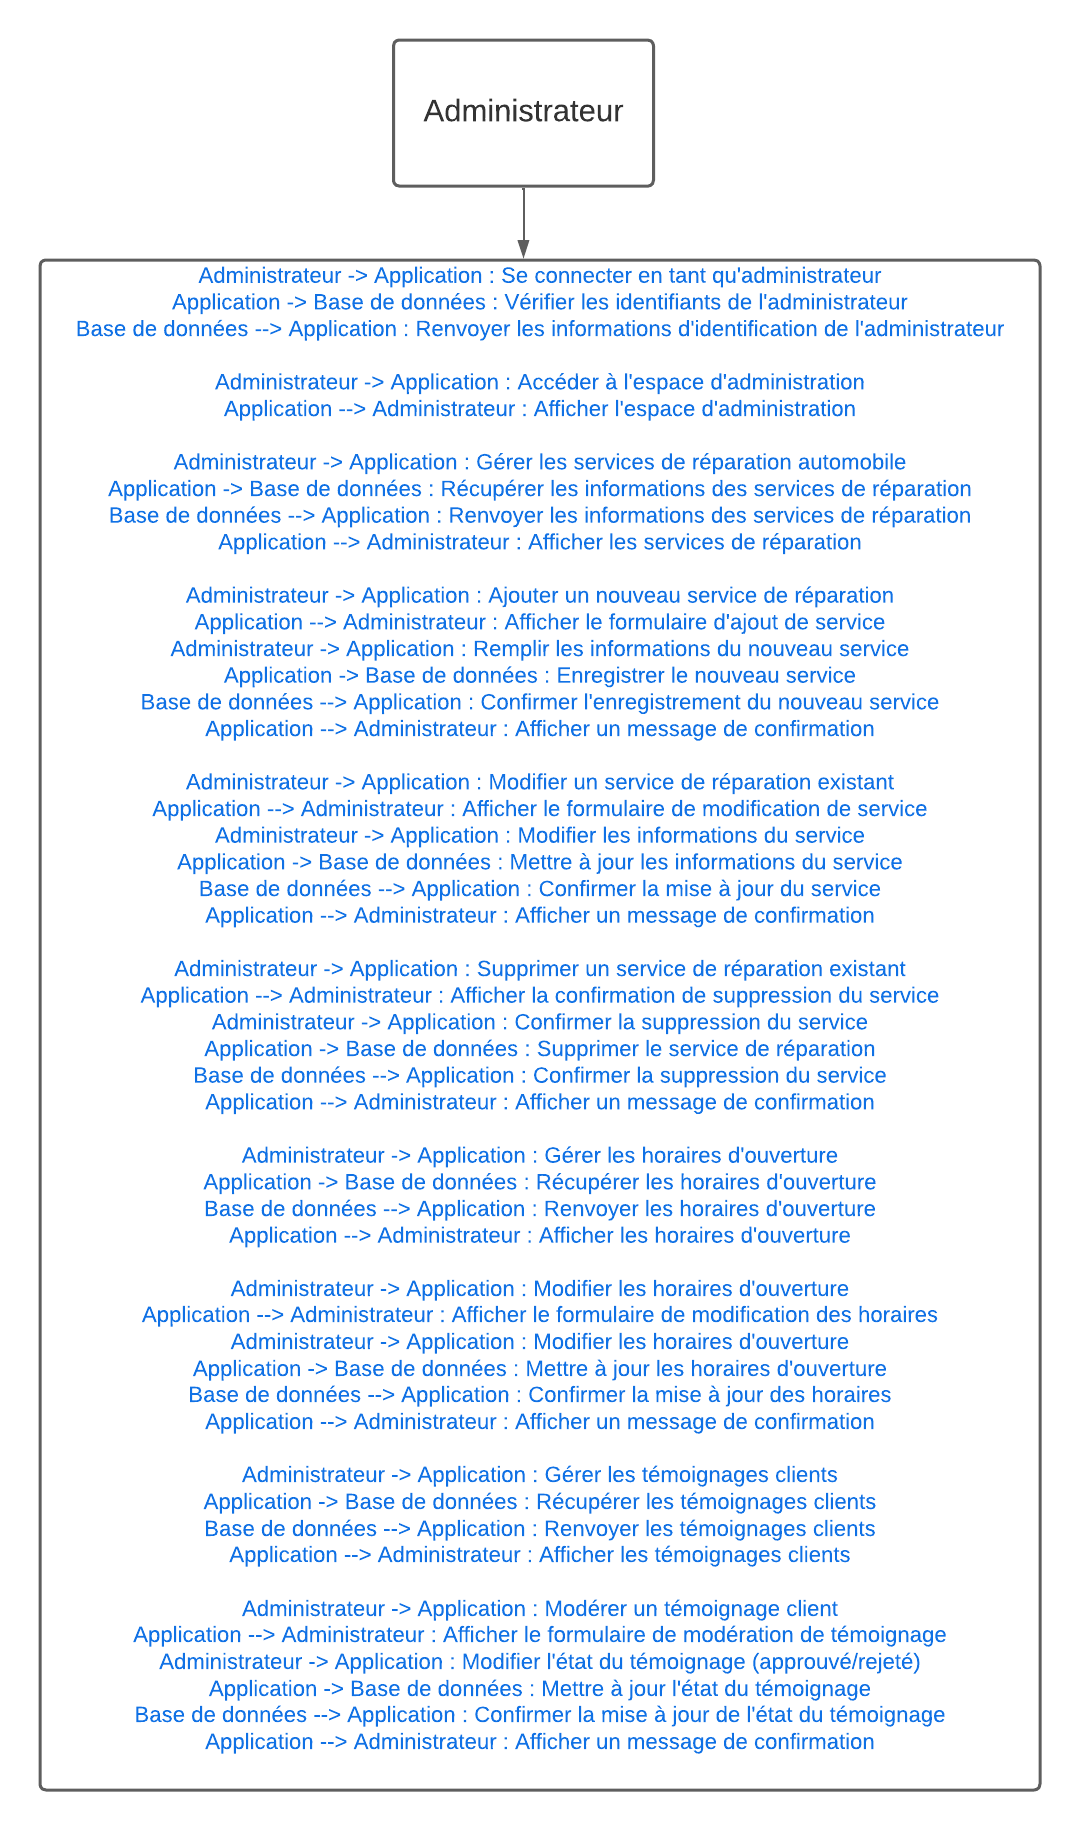 Administrateur
Administrateur -> Application : Se connecter en tant qu'administrateur
Application -> Base de données : Vérifier les identifiants de l'administrateur
Base de données --> Application : Renvoyer les informations d'identification de l'administrateur
Administrateur -> Application : Accéder à l'espace d'administration
Application --> Administrateur : Afficher l'espace d'administration
Administrateur -> Application : Gérer les services de réparation automobile
Application -> Base de données : Récupérer les informations des services de réparation
Base de données --> Application : Renvoyer les informations des services de réparation
Application --> Administrateur : Afficher les services de réparation
Administrateur -> Application : Ajouter un nouveau service de réparation
Application --> Administrateur : Afficher le formulaire d'ajout de service
Administrateur -> Application : Remplir les informations du nouveau service
Application -> Base de données : Enregistrer le nouveau service
Base de données --> Application : Confirmer l'enregistrement du nouveau service
Application --> Administrateur : Afficher un message de confirmation
Administrateur -> Application : Modifier un service de réparation existant
Application --> Administrateur : Afficher le formulaire de modification de service
Administrateur -> Application : Modifier les informations du service
Application -> Base de données : Mettre à jour les informations du service
Base de données --> Application : Confirmer la mise à jour du service
Application --> Administrateur : Afficher un message de confirmation
Administrateur -> Application : Supprimer un service de réparation existant
Application --> Administrateur : Afficher la confirmation de suppression du service
Administrateur -> Application : Confirmer la suppression du service
Application -> Base de données : Supprimer le service de réparation
Base de données --> Application : Confirmer la suppression du service
Application --> Administrateur : Afficher un message de confirmation
Administrateur -> Application : Gérer les horaires d'ouverture
Application -> Base de données : Récupérer les horaires d'ouverture
Base de données --> Application : Renvoyer les horaires d'ouverture
Application --> Administrateur : Afficher les horaires d'ouverture
Administrateur -> Application : Modifier les horaires d'ouverture
Application --> Administrateur : Afficher le formulaire de modification des horaires
Administrateur -> Application : Modifier les horaires d'ouverture
Application -> Base de données : Mettre à jour les horaires d'ouverture
Base de données --> Application : Confirmer la mise à jour des horaires
Application --> Administrateur : Afficher un message de confirmation
Administrateur -> Application : Gérer les témoignages clients
Application -> Base de données : Récupérer les témoignages clients
Base de données --> Application : Renvoyer les témoignages clients
Application --> Administrateur : Afficher les témoignages clients
Administrateur -> Application : Modérer un témoignage client
Application --> Administrateur : Afficher le formulaire de modération de témoignage
Administrateur -> Application : Modifier l'état du témoignage (approuvé/rejeté)
Application -> Base de données : Mettre à jour l'état du témoignage
Base de données --> Application : Confirmer la mise à jour de l'état du témoignage
Application --> Administrateur : Afficher un message de confirmation